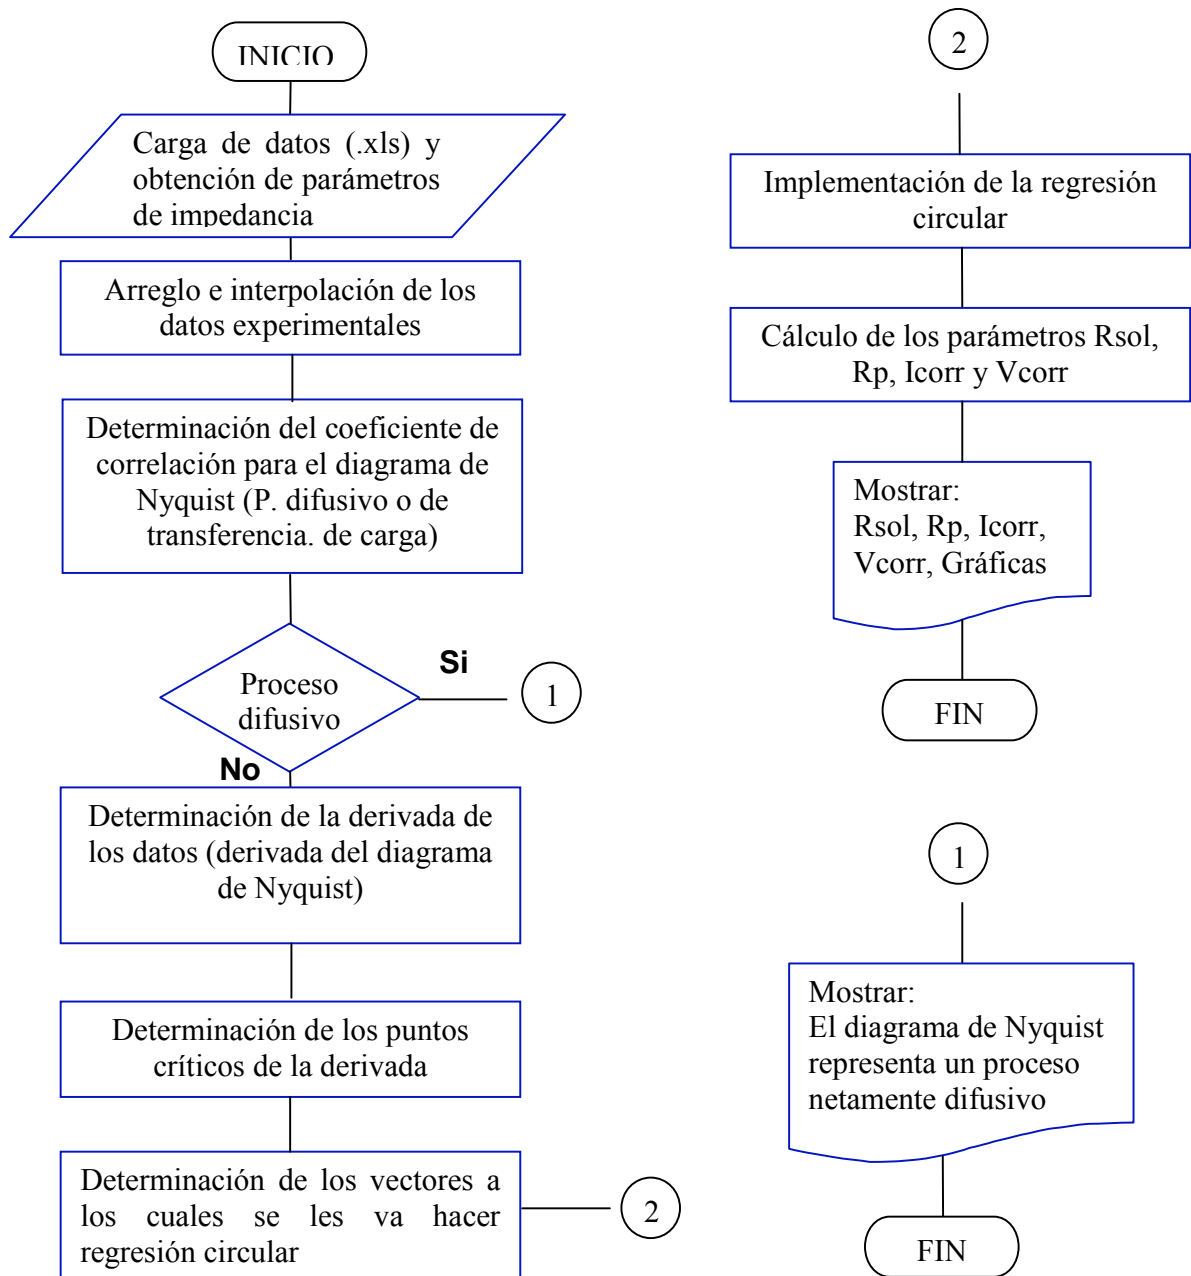 INICIO
Carga de datos (.xls) y
obtención de parámetros
de impedancia
Arreglo e interpolación de los
datos experimentales
Determinación del coeficiente de
correlación para el diagrama de
Nyquist (P. difusivo o de
transferencia. de carga)
Proceso
difusivo
Si
1
No
Determinación de la derivada de
los datos (derivada del diagrama
de Nyquist)
Determinación de los puntos
críticos de la derivada
Determinación de los vectores a
los cuales se les va hacer
regresión circular
2
2
Implementación de la regresión
circular
Cálculo de los parámetros Rsol,
Rp, Icorr y Vcorr
Mostrar:
Rsol, Rp, Icorr,
Vcorr, Gráficas
FIN
1
Mostrar:
El diagrama de Nyquist
representa un proceso
netamente difusivo
FIN